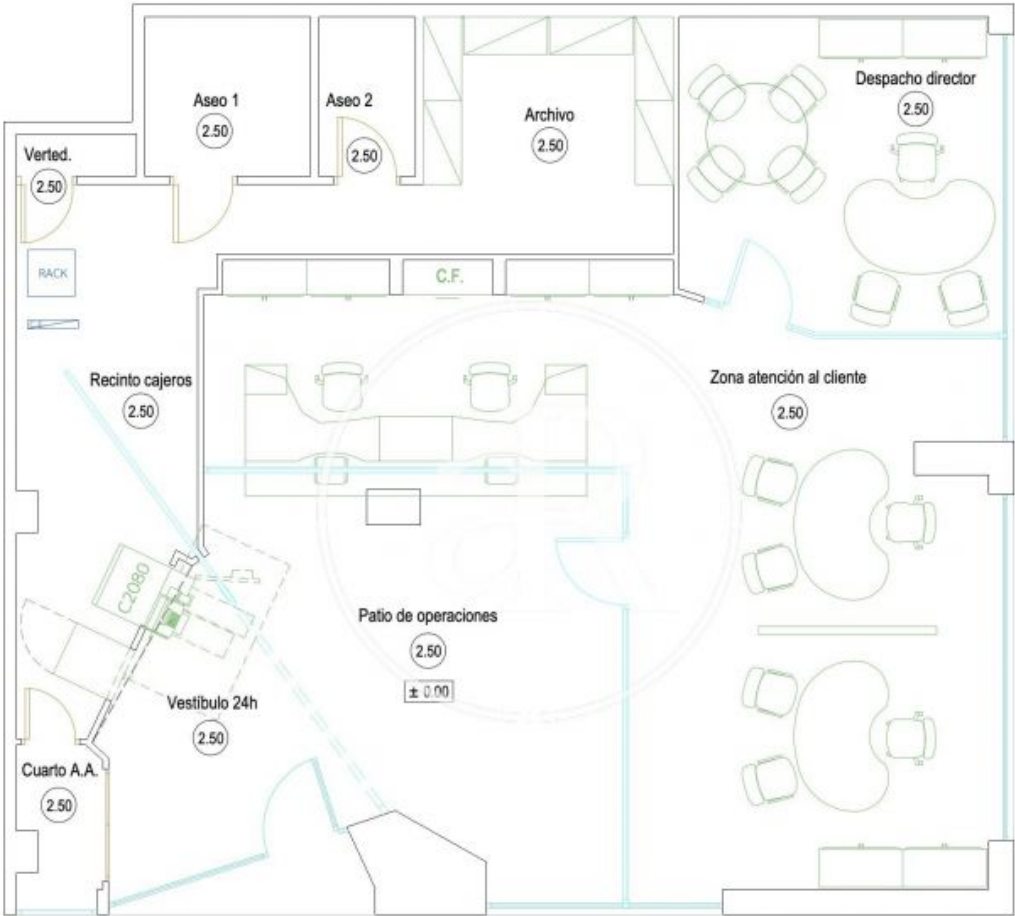 Aseo 1
2.50
Aseo 2
2.50
Archivo
2.50
Despacho director
2.50
Verted.
2.50
RACK
C.F.
Recinto cajeros
2.50
Zona atención al cliente
2.50
C2080
Patio de operaciones
2.50
± 0.00
Vestíbulo 24h
2.50
Cuarto A.A.
2.50